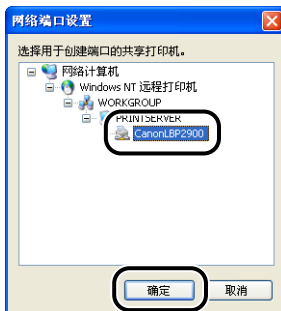 网络端口设置
选择用于创建端口的共享打印机。
网络计算机
Windows NT 远程打印机
WORKGROUP
PRINTSERVER
CanonLBP2900
确定
取消